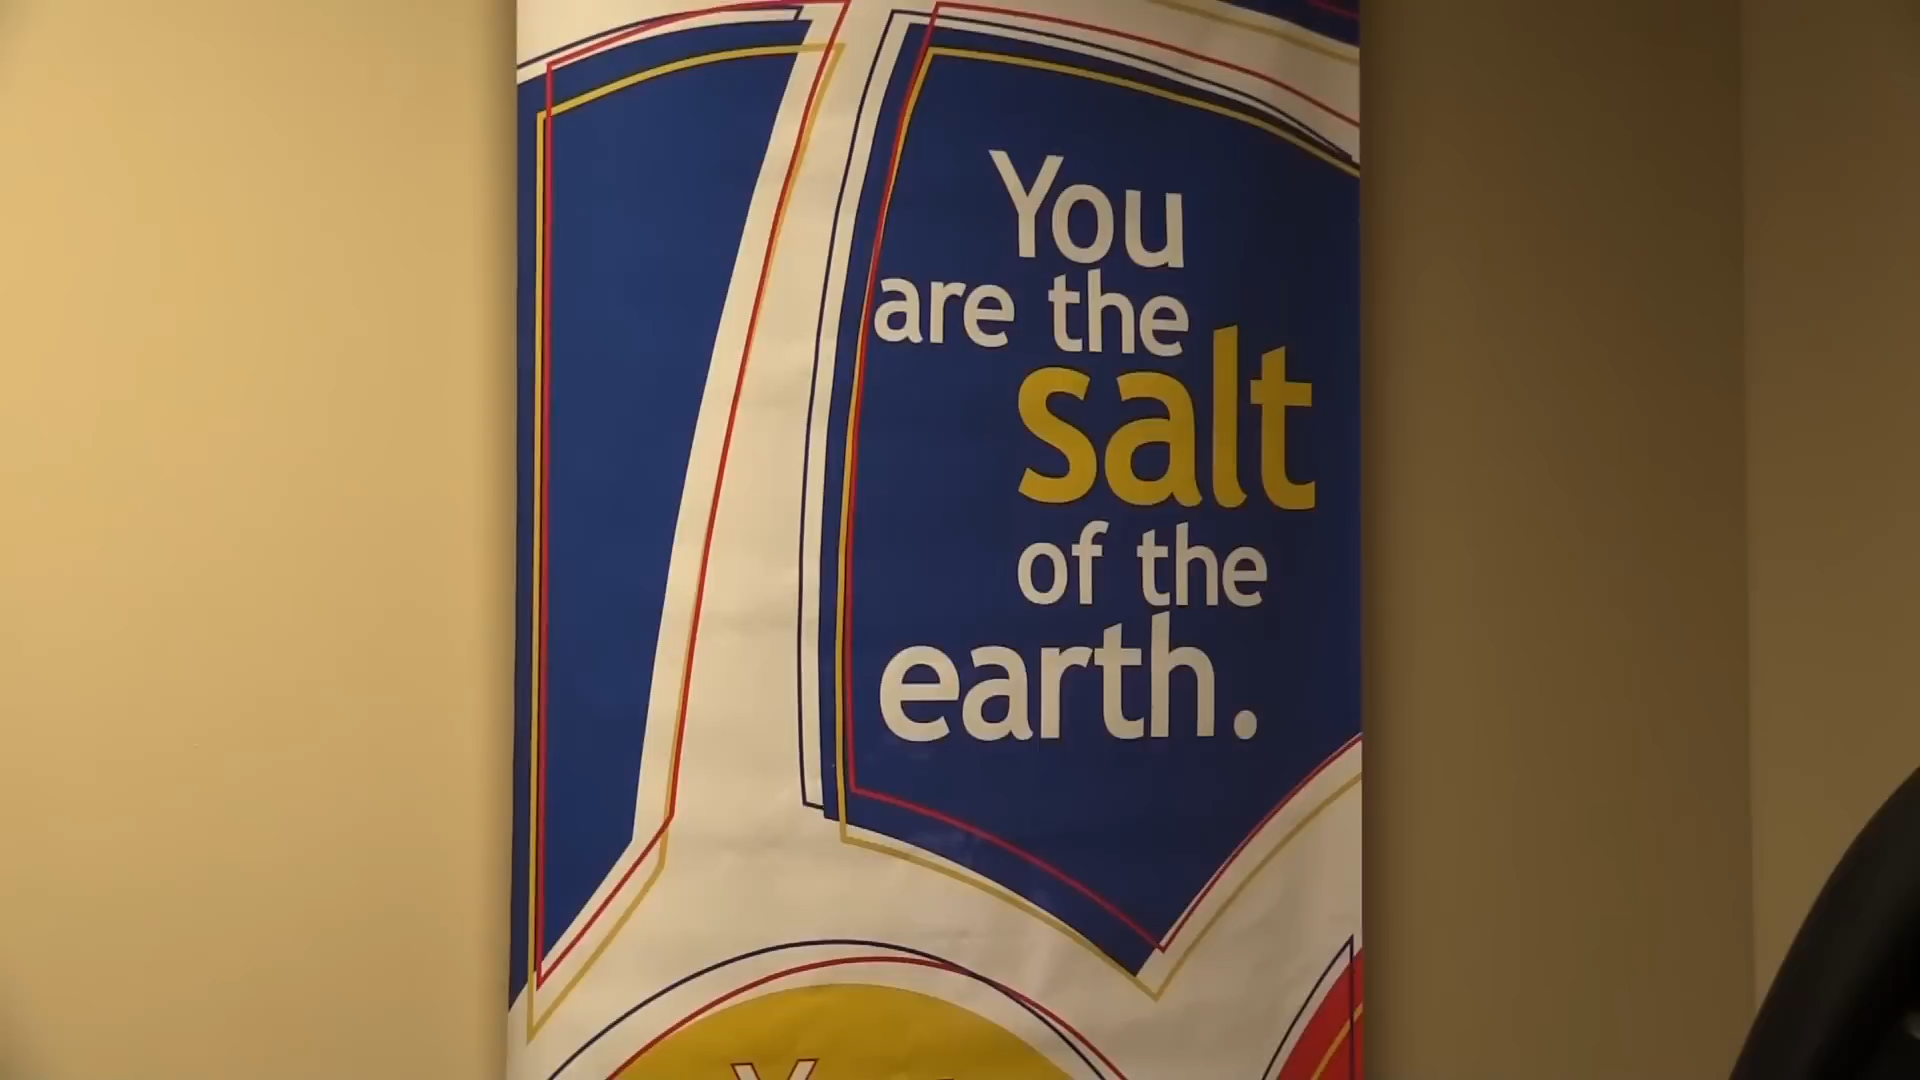 You
are the
salt
of the
earth.